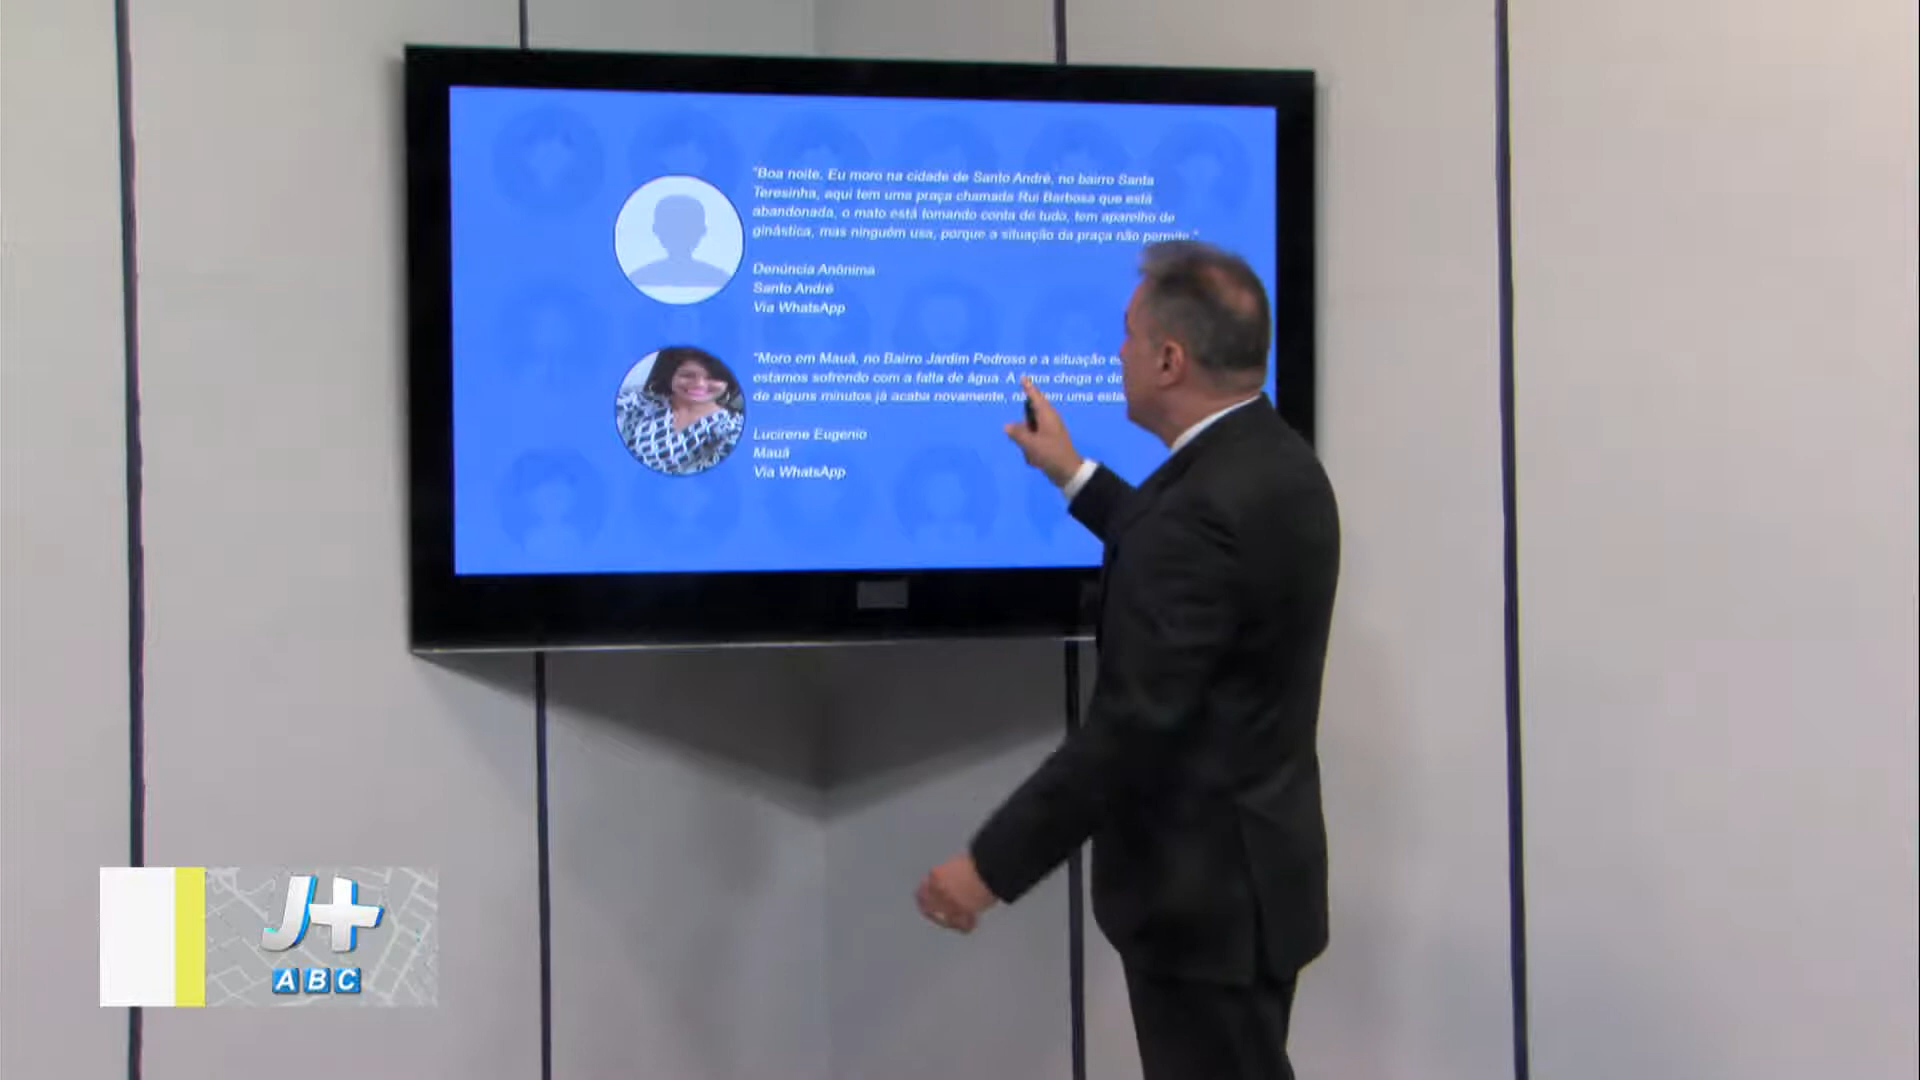 "Boa noite. Eu moro na cidade de Santo André, no bairro Santa
Teresinha, aqui tem uma praça chamada Rui Barbosa que está
abandonada, o mato está tomando conta de tudo, tem aparelho de
ginástica, mas ninguém usa, porque a situação da praça não permite."
Denúncia Anônima
Santo André
Via WhatsApp
"Moro em Mauá, no Bairro Jardim Pedroso e a situação
estamos sofrendo com a falta de água. A água chega e
de alguns minutos já acaba novamente, uma
Lucirene Eugenio
Mauá
Via WhatsApp
J+
ABC